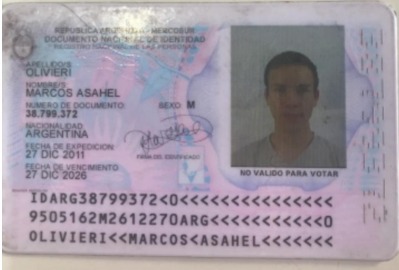 REPUBLICA ARGENTINA - MERCOSUR
DOCUMENTO NACIONAL DE IDENTIDAD
REGISTRO NACIONAL DE LAS PERSONAS
APELLIDO/S
OLIVIERI
NOMBRE/S
MARCOS ASAHEL
NUMERO DE DOCUMENTO SEXO M
38.799.372
NACIONALIDAD
ARGENTINA
FECHA DE EXPEDICION
27 DIC 2011
FECHA DE VENCIMIENTO FIRMA DEL IDENTIFICADO
27 DIC 2026
NO VALIDO PARA VOTAR
IDARG38799372<0<<<<<<<<<<<<<<<
9505162M2612270ARG<<<<<<<<<<<0
OLIVIERI<<MARCOS<ASAHEL<<<<<<<